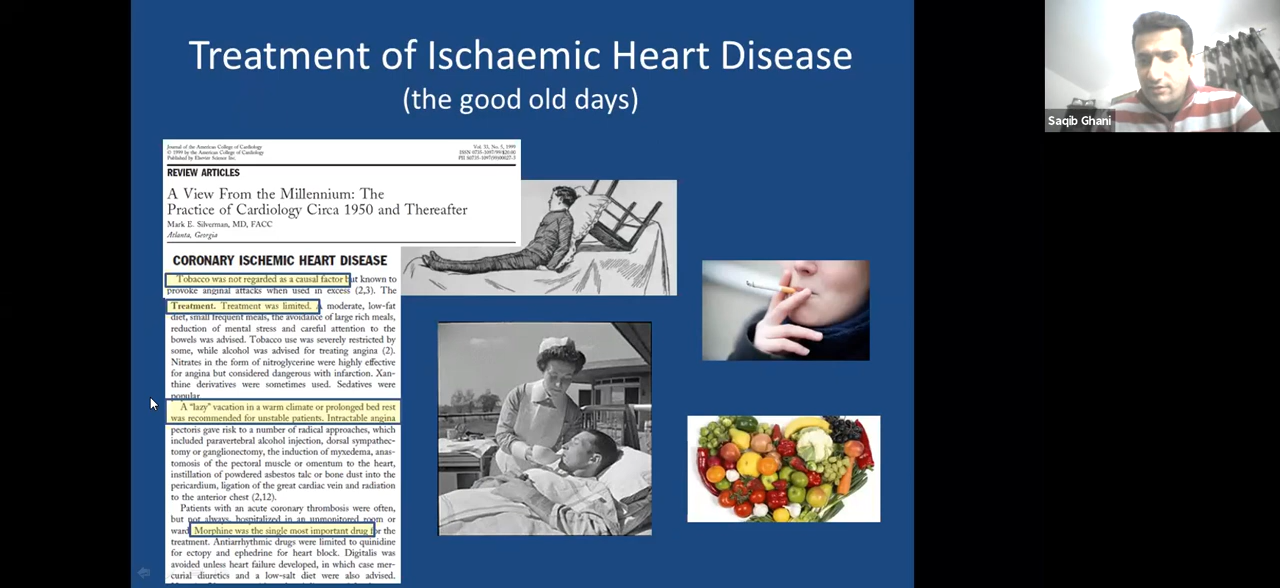 Treatment of Ischaemic Heart Disease
(the good old days)
Saqib Ghani
Journal of the American College of Cardiology
Vol. 33, No. 5, 1999
© 1999 by the American College of Cardiology
Published by Elsevier Science Inc.
REVIEW ARTICLES
A View From the Millennium: The
Practice of Cardiology Circa 1950 and Thereafter
Mark E. Silverman, MD, FACC
Atlanta, Georgia
CORONARY ISCHEMIC HEART DISEASE
Tobacco was not regarded as a causal factor but known to
provoke anginal attacks when used in excess (2,3). The
Treatment. Treatment was limited. moderate, low-fat
diet, small frequent meals, the avoidance of large rich meals,
reduction of mental stress and careful attention to the
bowels was advised. Tobacco use was severely restricted by
some, while alcohol was advised for treating angina (2).
Nitrates in the form of nitroglycerine were highly effective
for angina but considered dangerous with infarction. Xan-
thine derivatives were sometimes used. Sedatives were
popular
A “lazy” vacation in a warm climate or prolonged bed rest
was recommended for unstable patients. Intractable angina
pectoris gave risk to a number of radical approaches, which
included paravertebral alcohol injection, dorsal sympathec-
tomy or ganglionectomy, the induction of myxedema, anas-
tomosis of the pectoral muscle or omentum to the heart,
instillation of powdered asbestos talc or bone dust into the
pericardium, ligation of the great cardiac vein and radiation
to the anterior chest (2,12).
Patients with an acute coronary thrombosis were often,
but not always, hospitalized in an unmonitored room or
ward. Morphine was the single most important drug for the
treatment. Antiarrhythmic drugs were limited to quinidine
for ectopy and ephedrine for heart block. Digitalis was
avoided unless heart failure developed, in which case mer-
curial diuretics and a low-salt diet were also advised.